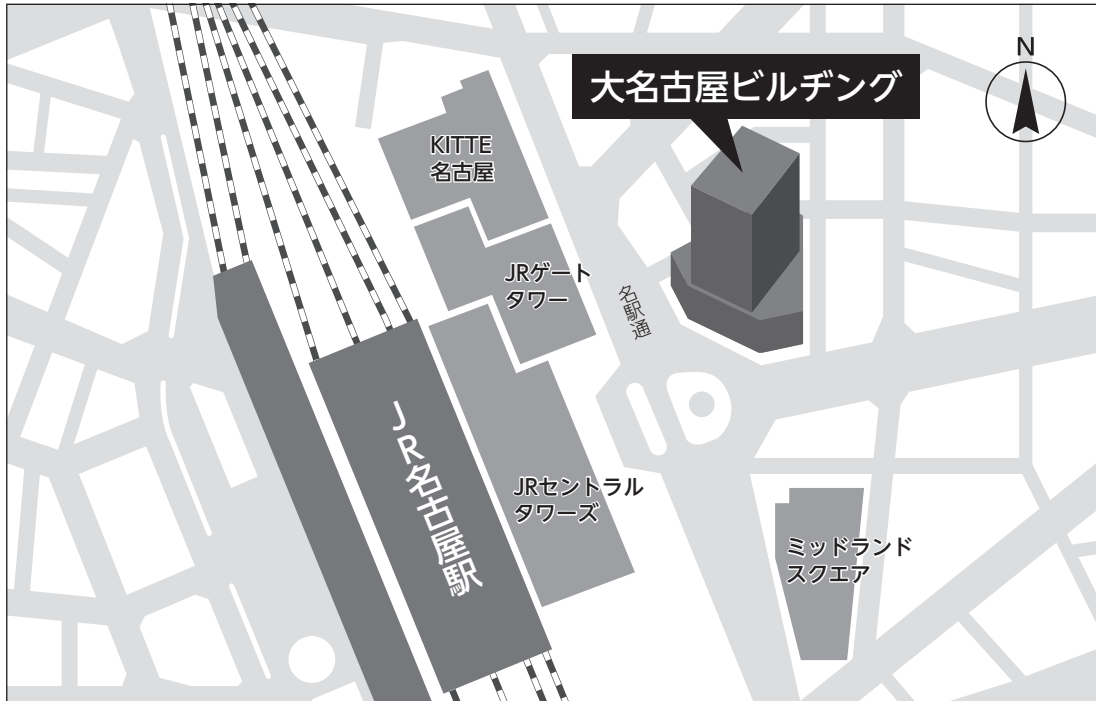 N
大名古屋ビルヂング
KITTE
名古屋
JRゲート
タワー
名駅通
JR名古屋駅
JRセントラル
タワーズ
ミッドランド
スクエア